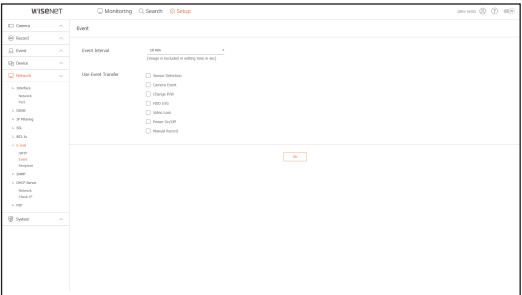 WISENET
Monitoring
Search
Setup
Camera
Record
Event
Device
Network
Interface
Network
Port
DDNS
IP Filtering
SSL
802.1x
E-mail
SMTP
Event
Recipient
SNMP
DHCP Server
Network
Check IP
P2P
System
Event
Event Interval
10 min
(Image is excluded in setting time in sec)
Use Event Transfer
Sensor Detection
Camera Event
Change P/W
HDD Info
Video Loss
Power On/Off
Manual Record